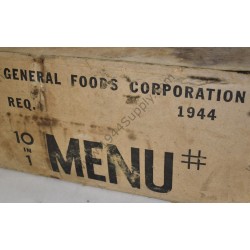 GENERAL FOODS CORPORATION
REQ. 1944
10 IN 1 MENU #